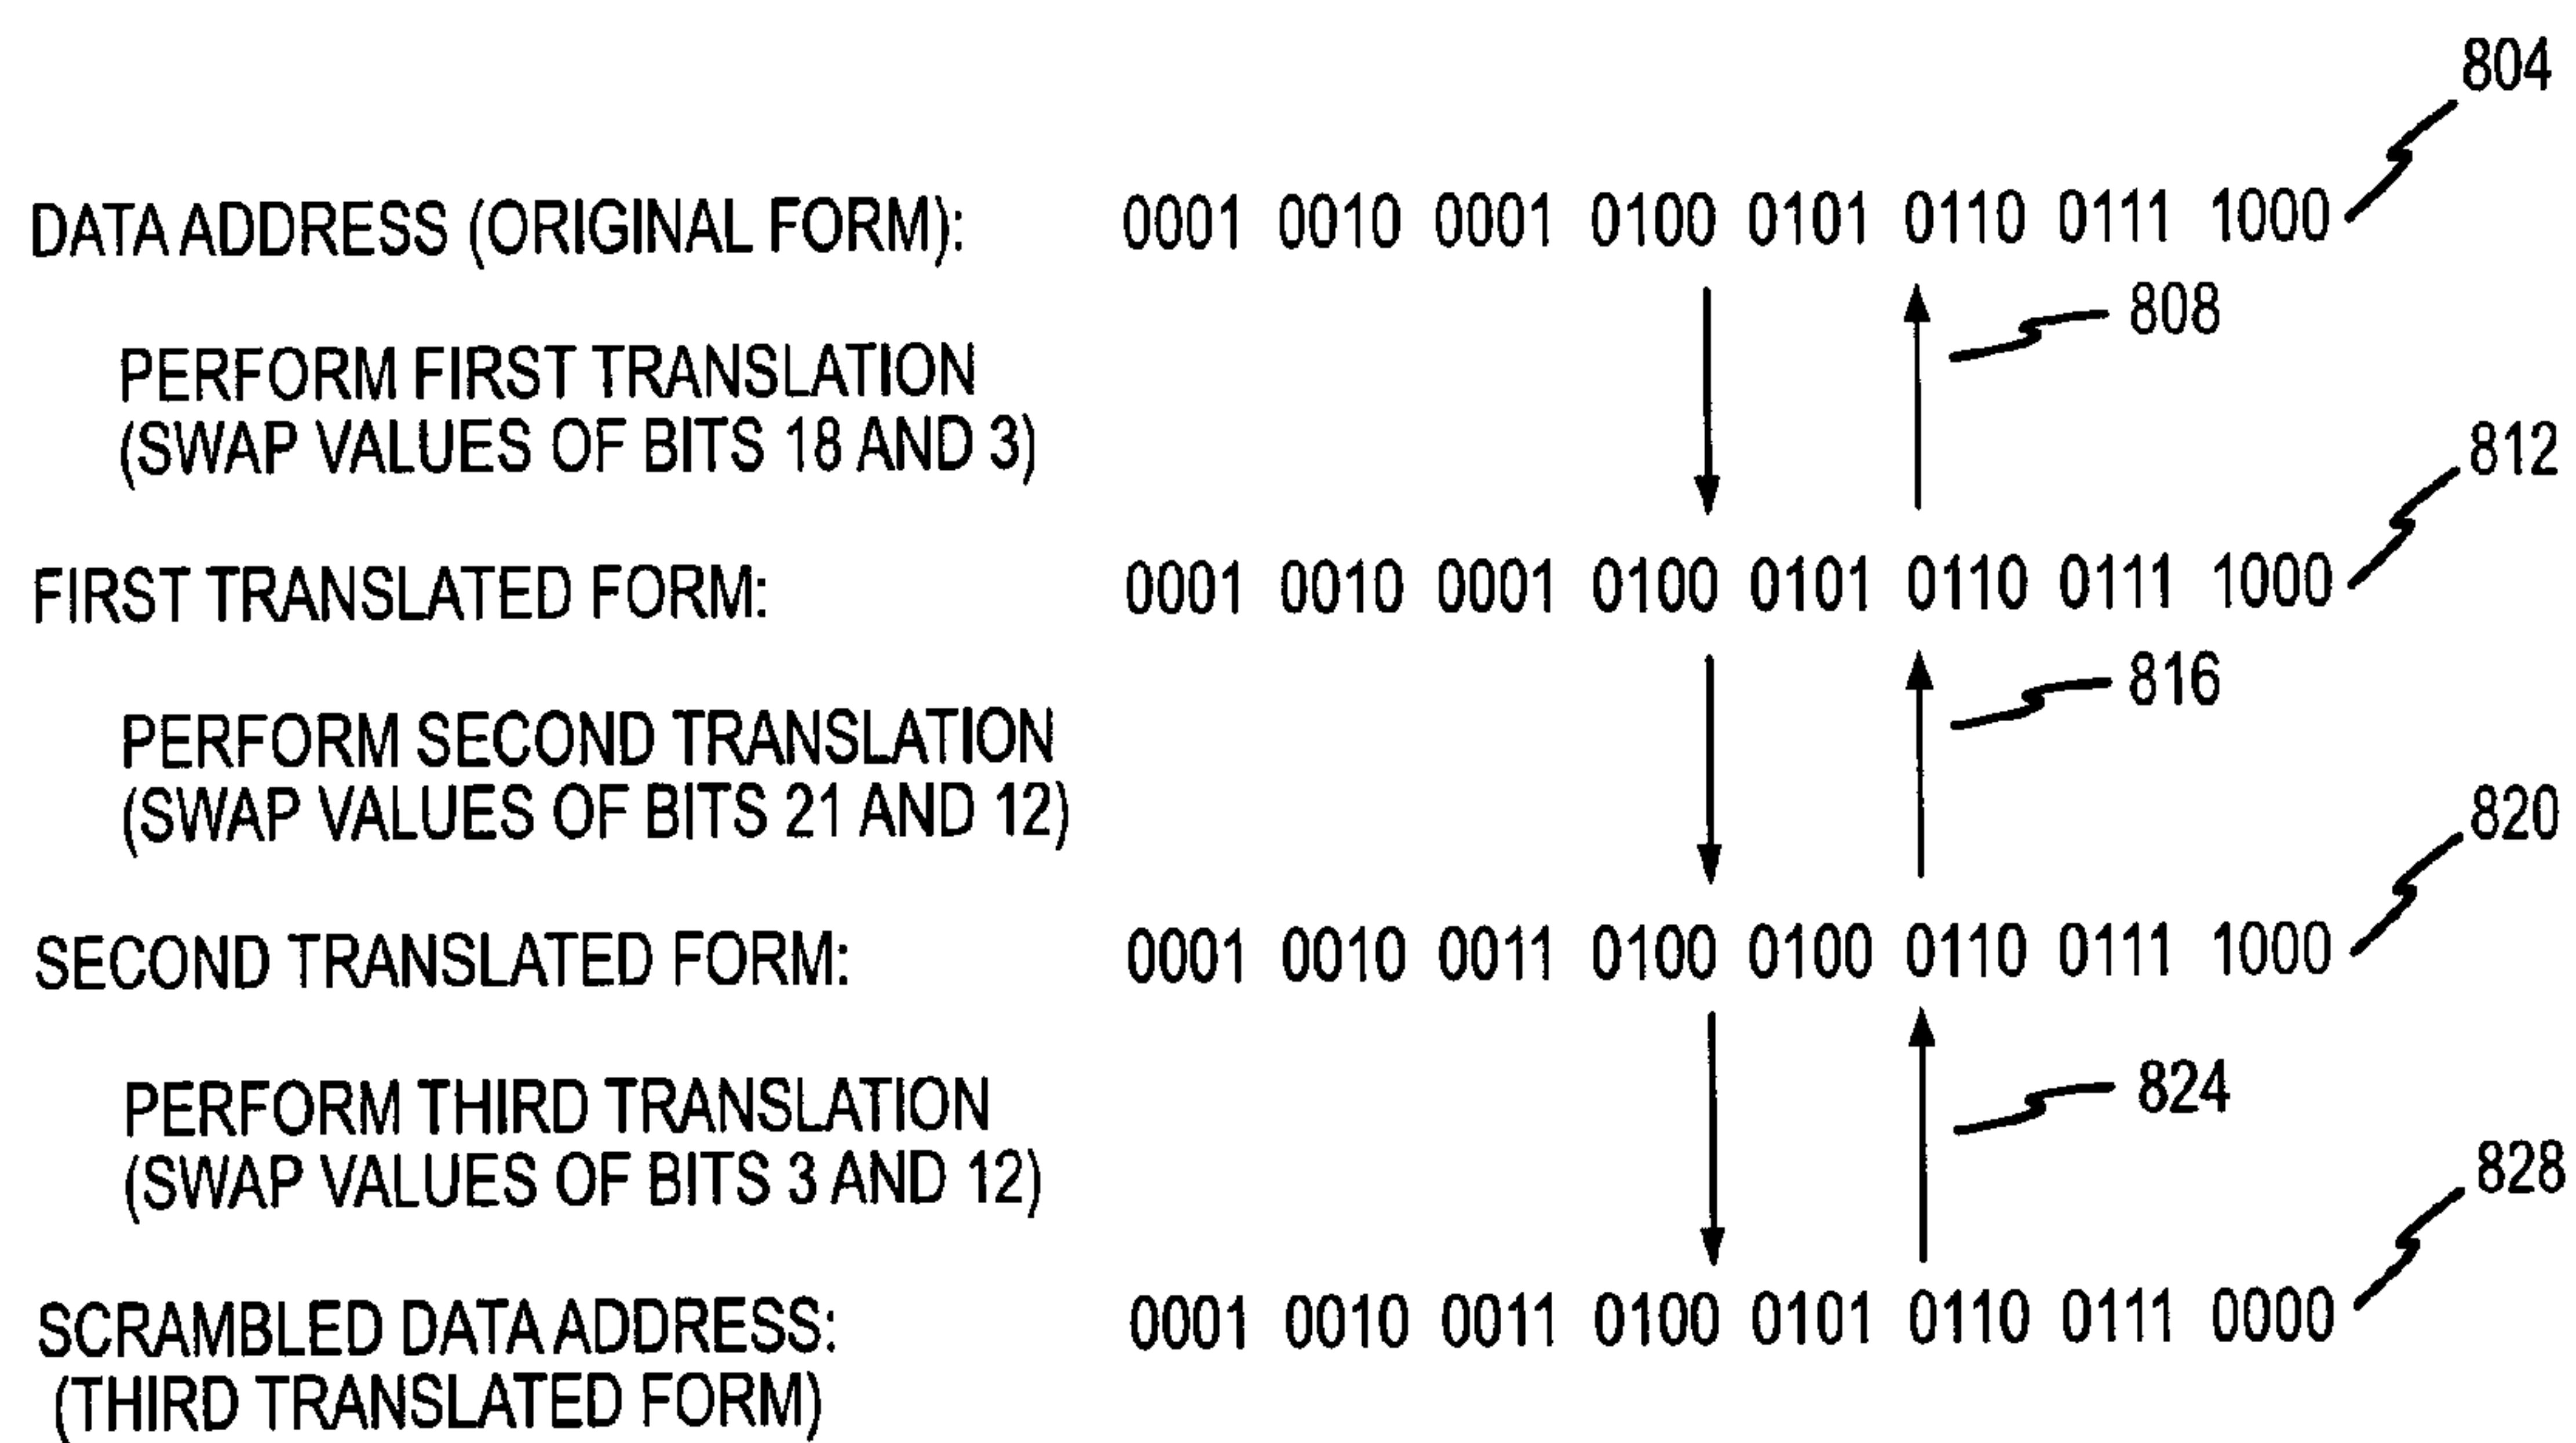 804
DATA ADDRESS (ORIGINAL FORM): 0001 0010 0001 0100 0101 0110 0111 1000
808
PERFORM FIRST TRANSLATION
(SWAP VALUES OF BITS 18 AND 3)
812
FIRST TRANSLATED FORM: 0001 0010 0001 0100 0101 0110 0111 1000
816
PERFORM SECOND TRANSLATION
(SWAP VALUES OF BITS 21 AND 12)
820
SECOND TRANSLATED FORM: 0001 0010 0011 0100 0100 0110 0111 1000
824
PERFORM THIRD TRANSLATION
(SWAP VALUES OF BITS 3 AND 12)
828
SCRAMBLED DATA ADDRESS: 0001 0010 0011 0100 0101 0110 0111 0000
(THIRD TRANSLATED FORM)